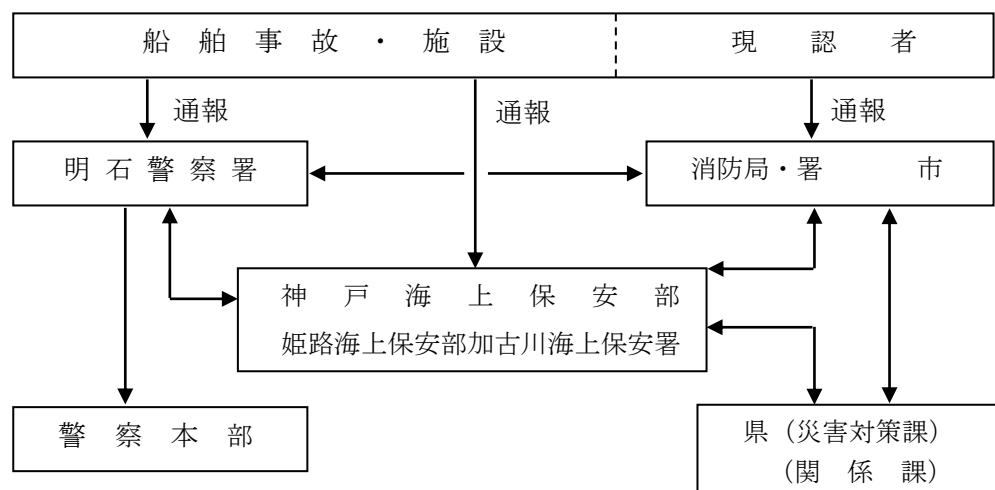 船舶事故・施設
現認者
通報
通報
通報
明石警察署
消防局・署 市
神戸海上保安部
姫路海上保安部加古川海上保安署
警察本部
県(災害対策課)
(関係課)